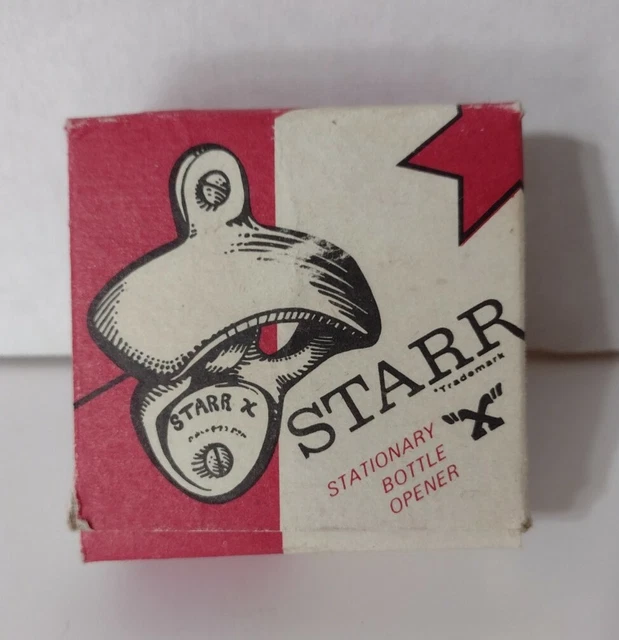 STARR X
STARR
"Trademark
"X"
STATIONARY
BOTTLE
OPENER